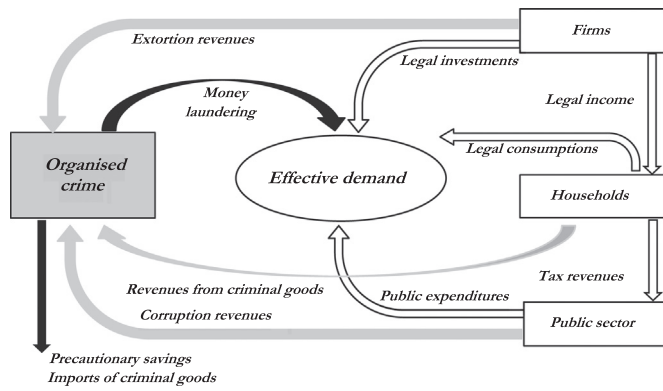 Firms
Extortion revenues
Legal investments
Money
laundering
Legal income
Legal consumptions
Organised
crime
Effective demand
Households
Tax revenues
Revenues from criminal goods
Public expenditures
Corruption revenues
Public sector
Precautionary savings
Imports of criminal goods